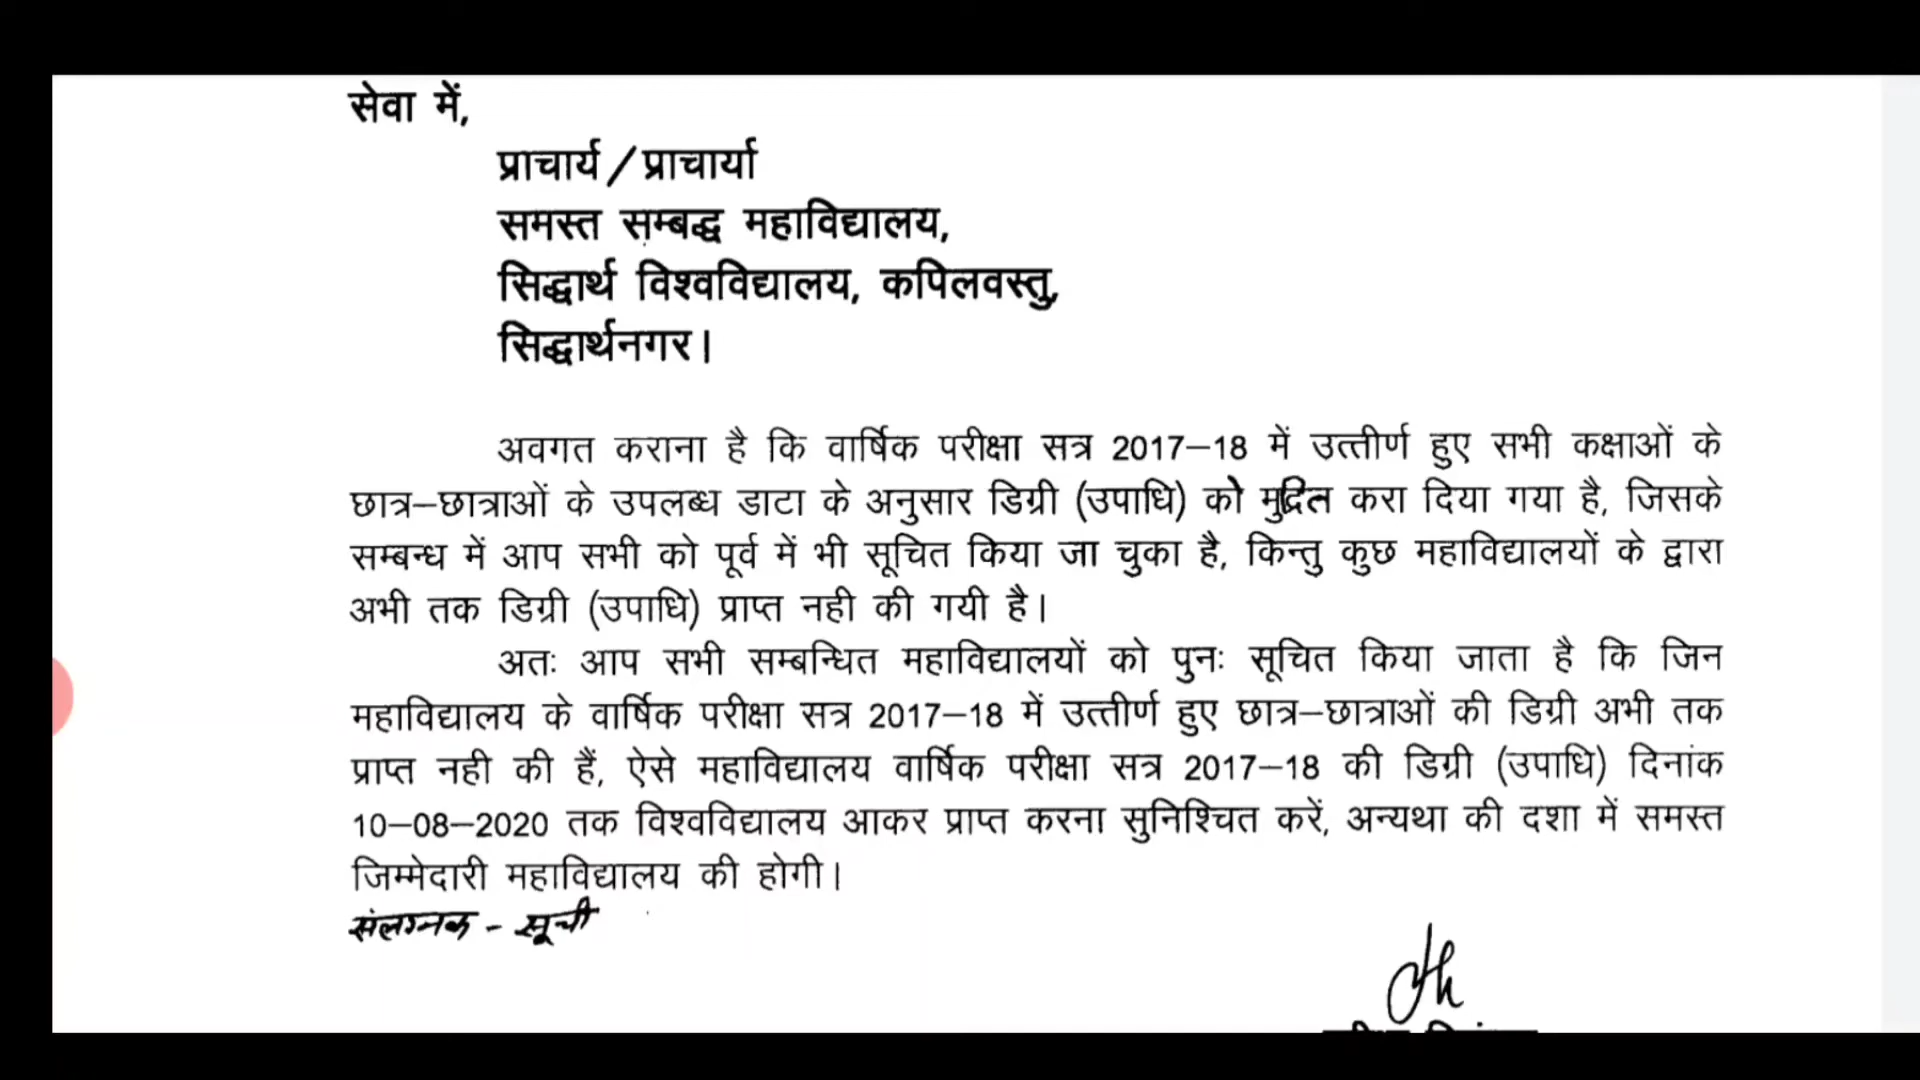 सेवा में,
प्राचार्य/प्राचार्या
समस्त सम्बद्ध महाविद्यालय,
सिद्धार्थ विश्वविद्यालय, कपिलवस्तु,
सिद्धार्थनगर।
अवगत कराना है कि वार्षिक परीक्षा सत्र 2017–18 में उत्तीर्ण हुए सभी कक्षाओं के
छात्र–छात्राओं के उपलब्ध डाटा के अनुसार डिग्री (उपाधि) को मुद्रित करा दिया गया है, जिसके
सम्बन्ध में आप सभी को पूर्व में भी सूचित किया जा चुका है, किन्तु कुछ महाविद्यालयों के द्वारा
अभी तक डिग्री (उपाधि) प्राप्त नही की गयी है।
अतः आप सभी सम्बन्धित महाविद्यालयों को पुनः सूचित किया जाता है कि जिन
महाविद्यालय के वार्षिक परीक्षा सत्र 2017–18 में उत्तीर्ण हुए छात्र–छात्राओं की डिग्री अभी तक
प्राप्त नही की हैं, ऐसे महाविद्यालय वार्षिक परीक्षा सत्र 2017–18 की डिग्री (उपाधि) दिनांक
10–08–2020 तक विश्वविद्यालय आकर प्राप्त करना सुनिश्चित करें, अन्यथा की दशा में समस्त
जिम्मेदारी महाविद्यालय की होगी।
संलग्नक - सूची